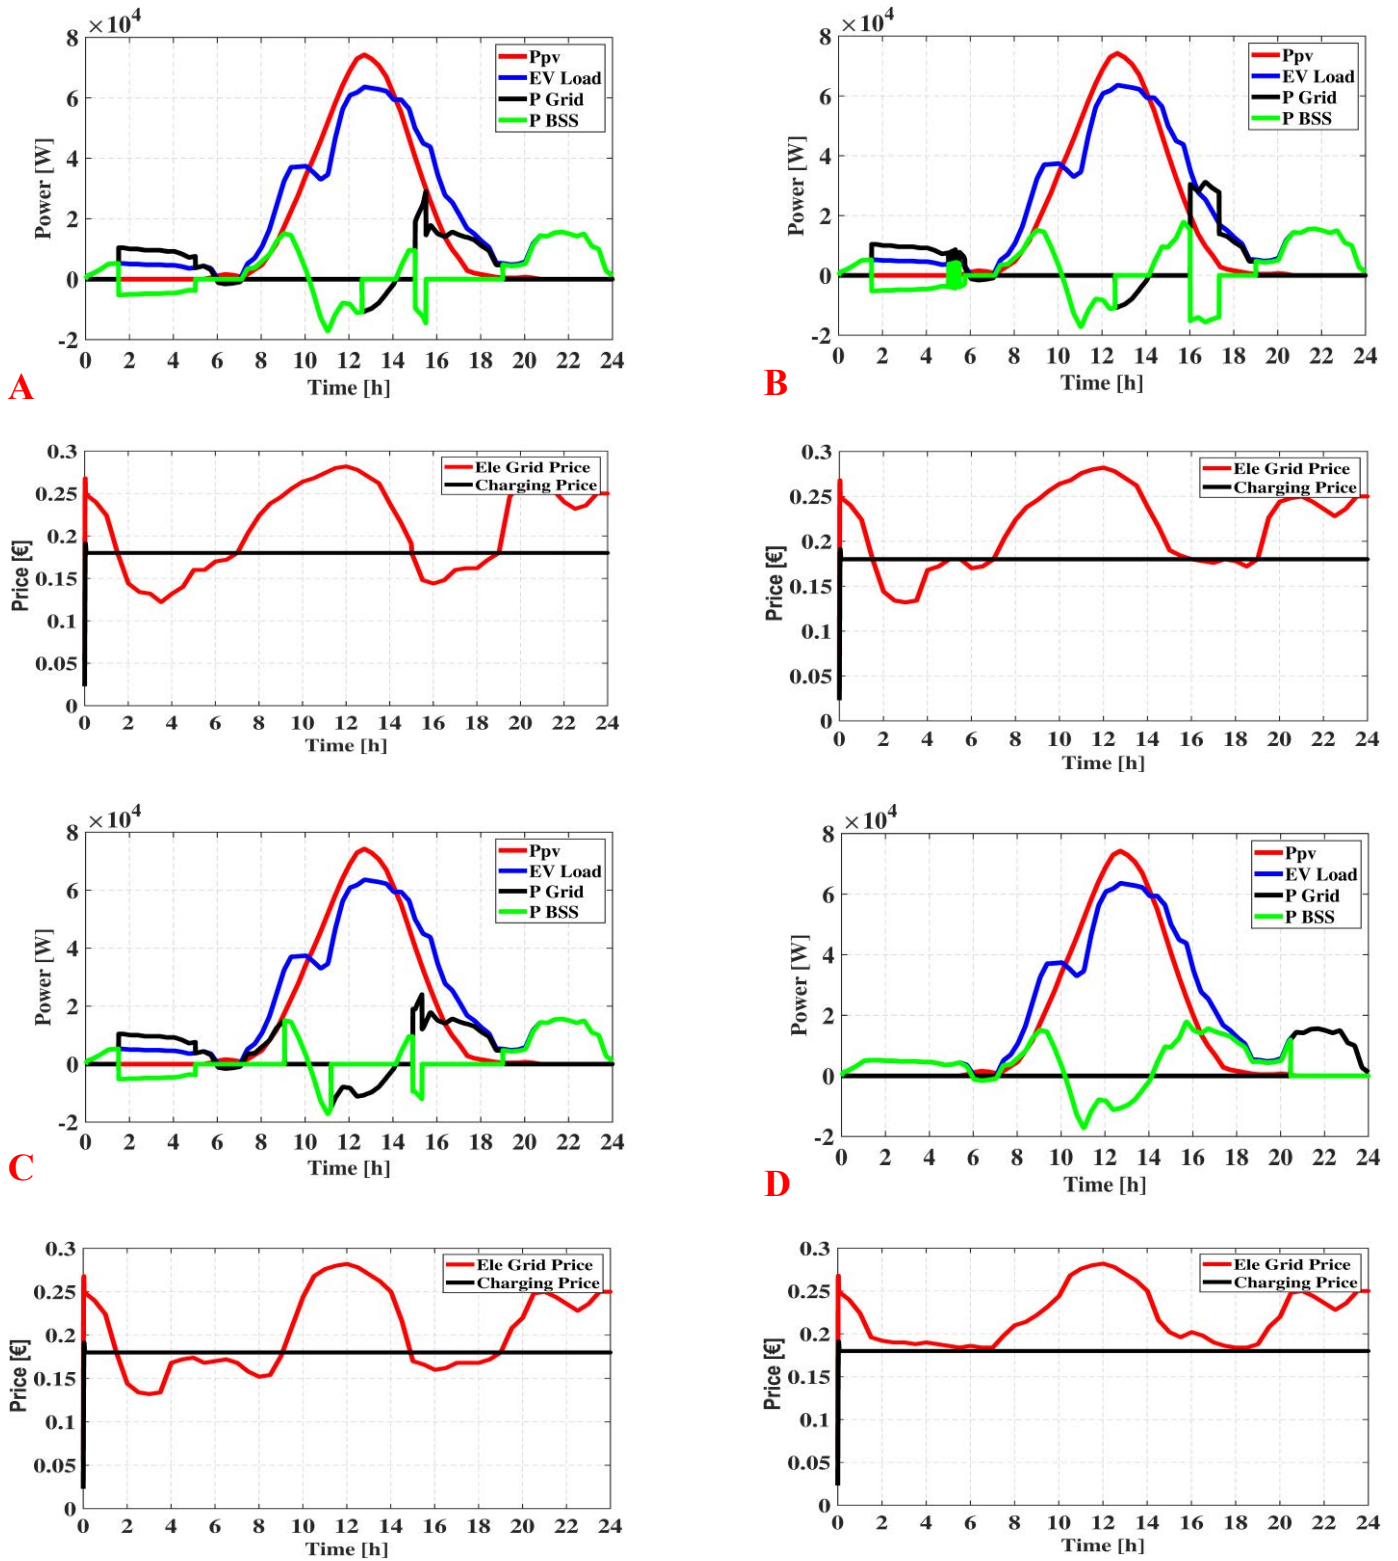 ×10^4
8
6
4
2
0
-2
Power [W]
Ppv
EV Load
P Grid
P BSS
0 2 4 6 8 10 12 14 16 18 20 22 24
Time [h]
A
×10^4
8
6
4
2
0
-2
Power [W]
Ppv
EV Load
P Grid
P BSS
0 2 4 6 8 10 12 14 16 18 20 22 24
Time [h]
B
0.3
0.25
0.2
0.15
0.1
0.05
0
Price [€]
Ele Grid Price
Charging Price
0 2 4 6 8 10 12 14 16 18 20 22 24
Time [h]
0.3
0.25
0.2
0.15
0.1
0.05
0
Price [€]
Ele Grid Price
Charging Price
0 2 4 6 8 10 12 14 16 18 20 22 24
Time [h]
×10^4
8
6
4
2
0
-2
Power [W]
Ppv
EV Load
P Grid
P BSS
0 2 4 6 8 10 12 14 16 18 20 22 24
Time [h]
C
×10^4
8
6
4
2
0
-2
Power [W]
Ppv
EV Load
P Grid
P BSS
0 2 4 6 8 10 12 14 16 18 20 22 24
Time [h]
D
0.3
0.25
0.2
0.15
0.1
0.05
0
Price [€]
Ele Grid Price
Charging Price
0 2 4 6 8 10 12 14 16 18 20 22 24
Time [h]
0.3
0.25
0.2
0.15
0.1
0.05
0
Price [€]
Ele Grid Price
Charging Price
0 2 4 6 8 10 12 14 16 18 20 22 24
Time [h]